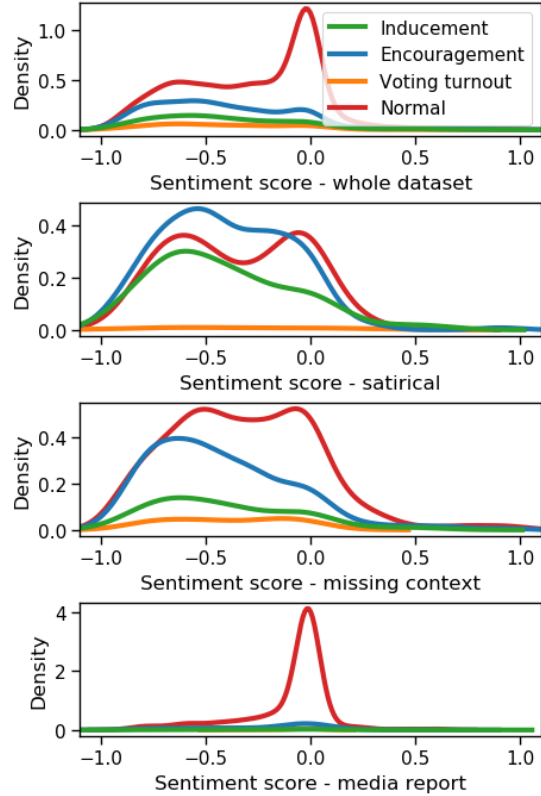 Density
1.0
0.5
0.0
Inducement
Encouragement
Voting turnout
Normal
−1.0 −0.5 0.0 0.5 1.0
Sentiment score - whole dataset
Density
0.4
0.2
0.0
−1.0 −0.5 0.0 0.5 1.0
Sentiment score - satirical
Density
0.4
0.2
0.0
−1.0 −0.5 0.0 0.5 1.0
Sentiment score - missing context
Density
4
2
0
−1.0 −0.5 0.0 0.5 1.0
Sentiment score - media report